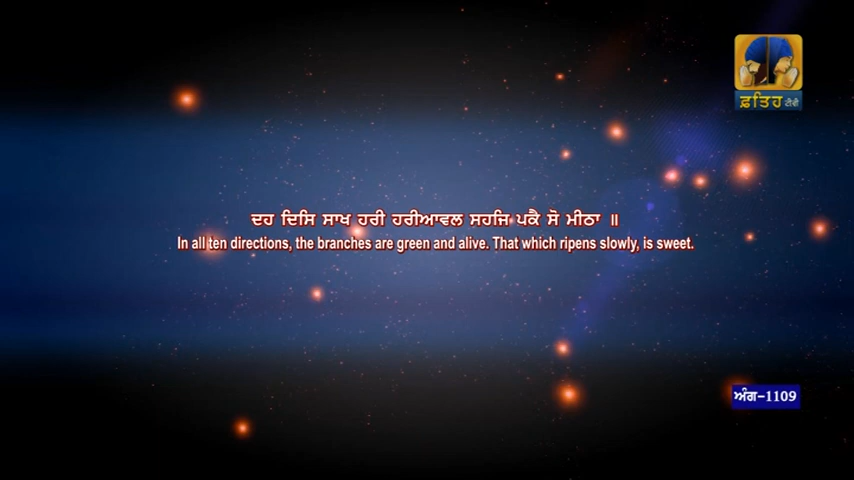 ਫ਼ਤਿਹ ਟੀਵੀ
ਦਹ ਦਿਸਿ ਸਾਖ ਹਰੀ ਹਰੀਆਵਲ ਸਹਜਿ ਪਕੈ ਸੋ ਮੀਠਾ ॥
In all ten directions, the branches are green and alive. That which ripens slowly, is sweet.
ਅੰਗ-1109